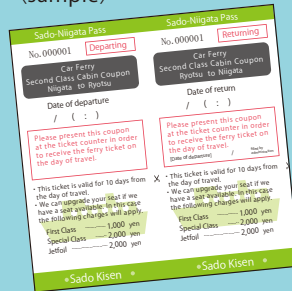 (sample)
Sado-Niigata Pass
No. 000001 Departing
Car Ferry
Second Class Cabin Coupon
Niigata to Ryotsu
Date of departure
/ ( : )
Please present this coupon
at the ticket counter in order
to receive the ferry ticket on
the day of travel.
・This ticket is valid for 10 days from
the day of travel.
・We can upgrade your seat if we
have a seat available. In this case
the following charges will apply.
First Class 1,000 yen
Special Class 2,000 yen
Jetfoil 2,000 yen
Sado Kisen
Sado-Niigata Pass
No. 000001 Returning
Car Ferry
Second Class Cabin Coupon
Ryotsu to Niigata
Date of return
/ ( : )
Please present this coupon
at the ticket counter in order
to receive the ferry ticket on
the day of travel.
[Date of departure] /
・This ticket is valid for 10 days from
the day of travel.
・We can upgrade your seat if we
have a seat available. In this case
the following charges will apply.
First Class 1,000 yen
Special Class 2,000 yen
Jetfoil 2,000 yen
Sado Kisen